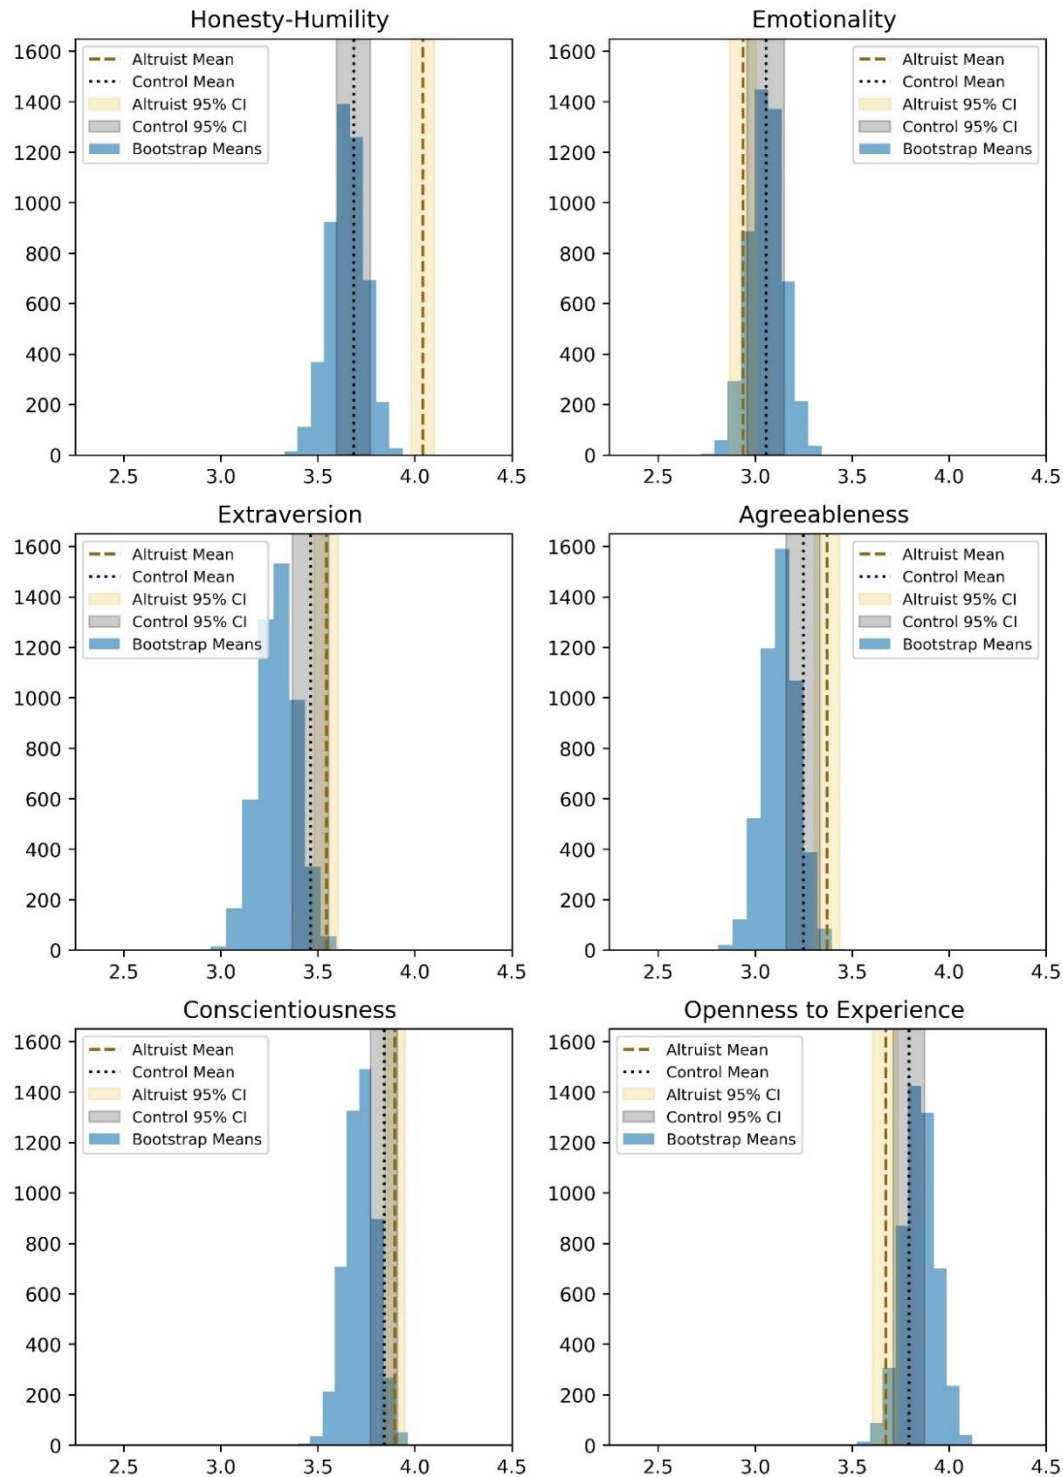 Honesty-Humility
1600
1400
1200
1000
800
600
400
200
0
Altruist Mean
Control Mean
Altruist 95% CI
Control 95% CI
Bootstrap Means
2.5 3.0 3.5 4.0 4.5
Emotionality
1600
1400
1200
1000
800
600
400
200
0
Altruist Mean
Control Mean
Altruist 95% CI
Control 95% CI
Bootstrap Means
2.5 3.0 3.5 4.0 4.5
Extraversion
1600
1400
1200
1000
800
600
400
200
0
Altruist Mean
Control Mean
Altruist 95% CI
Control 95% CI
Bootstrap Means
2.5 3.0 3.5 4.0 4.5
Agreeableness
1600
1400
1200
1000
800
600
400
200
0
Altruist Mean
Control Mean
Altruist 95% CI
Control 95% CI
Bootstrap Means
2.5 3.0 3.5 4.0 4.5
Conscientiousness
1600
1400
1200
1000
800
600
400
200
0
Altruist Mean
Control Mean
Altruist 95% CI
Control 95% CI
Bootstrap Means
2.5 3.0 3.5 4.0 4.5
Openness to Experience
1600
1400
1200
1000
800
600
400
200
0
Altruist Mean
Control Mean
Altruist 95% CI
Control 95% CI
Bootstrap Means
2.5 3.0 3.5 4.0 4.5